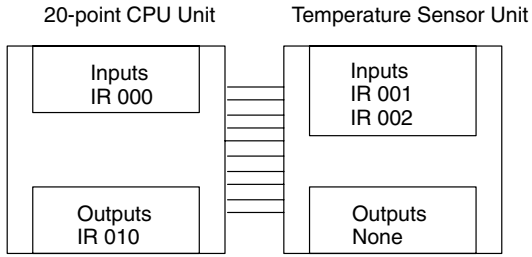 20-point CPU Unit
Temperature Sensor Unit
Inputs
IR 000
Inputs
IR 001
IR 002
Outputs
IR 010
Outputs
None